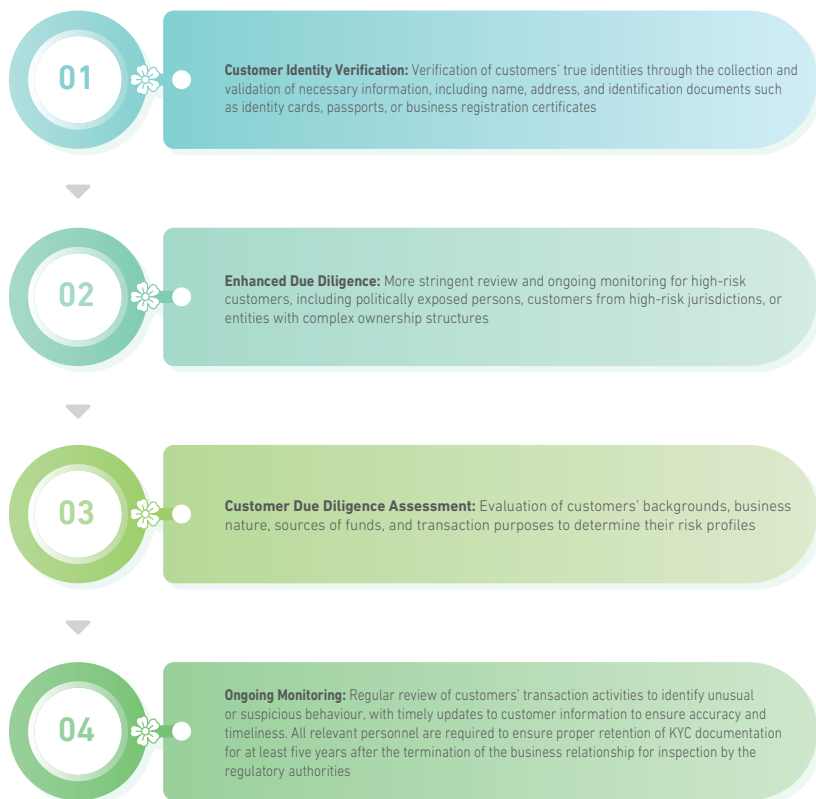 01
Customer Identity Verification: Verification of customers’ true identities through the collection and
validation of necessary information, including name, address, and identification documents such
as identity cards, passports, or business registration certificates
02
Enhanced Due Diligence: More stringent review and ongoing monitoring for high-risk
customers, including politically exposed persons, customers from high-risk jurisdictions, or
entities with complex ownership structures
03
Customer Due Diligence Assessment: Evaluation of customers’ backgrounds, business
nature, sources of funds, and transaction purposes to determine their risk profiles
04
Ongoing Monitoring: Regular review of customers’ transaction activities to identify unusual
or suspicious behaviour, with timely updates to customer information to ensure accuracy and
timeliness. All relevant personnel are required to ensure proper retention of KYC documentation
for at least five years after the termination of the business relationship for inspection by the
regulatory authorities